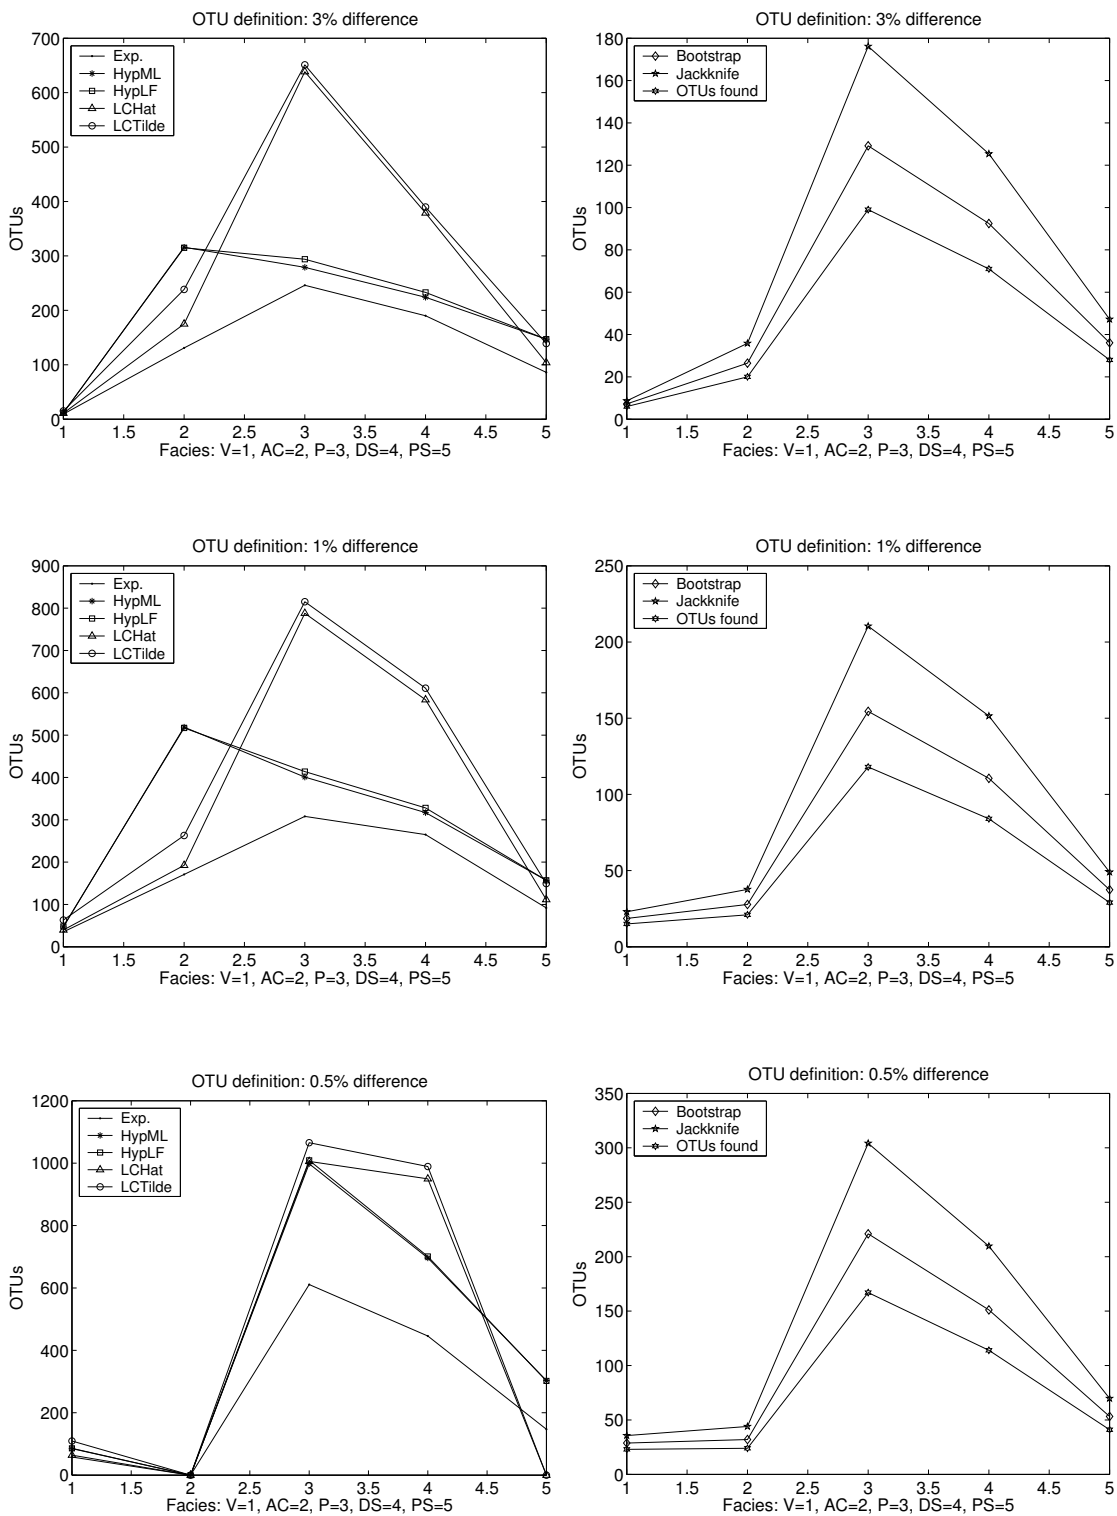 OTU definition: 3% difference
700
600
500
400
300
200
100
0
OTUs
Exp.
HypML
HypLF
LCHat
LCTilde
1 1.5 2 2.5 3 3.5 4 4.5 5
Facies: V=1, AC=2, P=3, DS=4, PS=5
OTU definition: 3% difference
180
160
140
120
100
80
60
40
20
0
OTUs
Bootstrap
Jackknife
OTUs found
1 1.5 2 2.5 3 3.5 4 4.5 5
Facies: V=1, AC=2, P=3, DS=4, PS=5
OTU definition: 1% difference
900
800
700
600
500
400
300
200
100
0
OTUs
Exp.
HypML
HypLF
LCHat
LCTilde
1 1.5 2 2.5 3 3.5 4 4.5 5
Facies: V=1, AC=2, P=3, DS=4, PS=5
OTU definition: 1% difference
250
200
150
100
50
0
OTUs
Bootstrap
Jackknife
OTUs found
1 1.5 2 2.5 3 3.5 4 4.5 5
Facies: V=1, AC=2, P=3, DS=4, PS=5
OTU definition: 0.5% difference
1200
1000
800
600
400
200
0
OTUs
Exp.
HypML
HypLF
LCHat
LCTilde
1 1.5 2 2.5 3 3.5 4 4.5 5
Facies: V=1, AC=2, P=3, DS=4, PS=5
OTU definition: 0.5% difference
350
300
250
200
150
100
50
0
OTUs
Bootstrap
Jackknife
OTUs found
1 1.5 2 2.5 3 3.5 4 4.5 5
Facies: V=1, AC=2, P=3, DS=4, PS=5